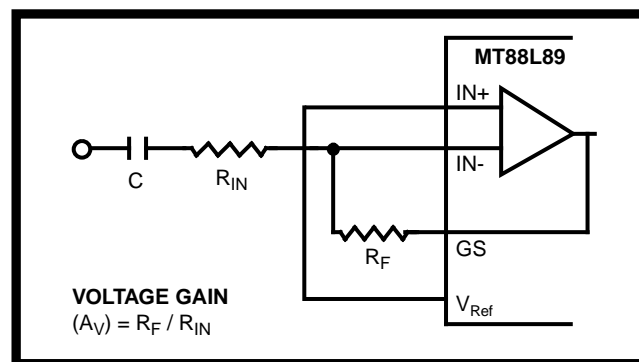 MT88L89
IN+
C
R_IN
IN-
R_F
GS
VOLTAGE GAIN
(A_V) = R_F / R_IN
V_Ref